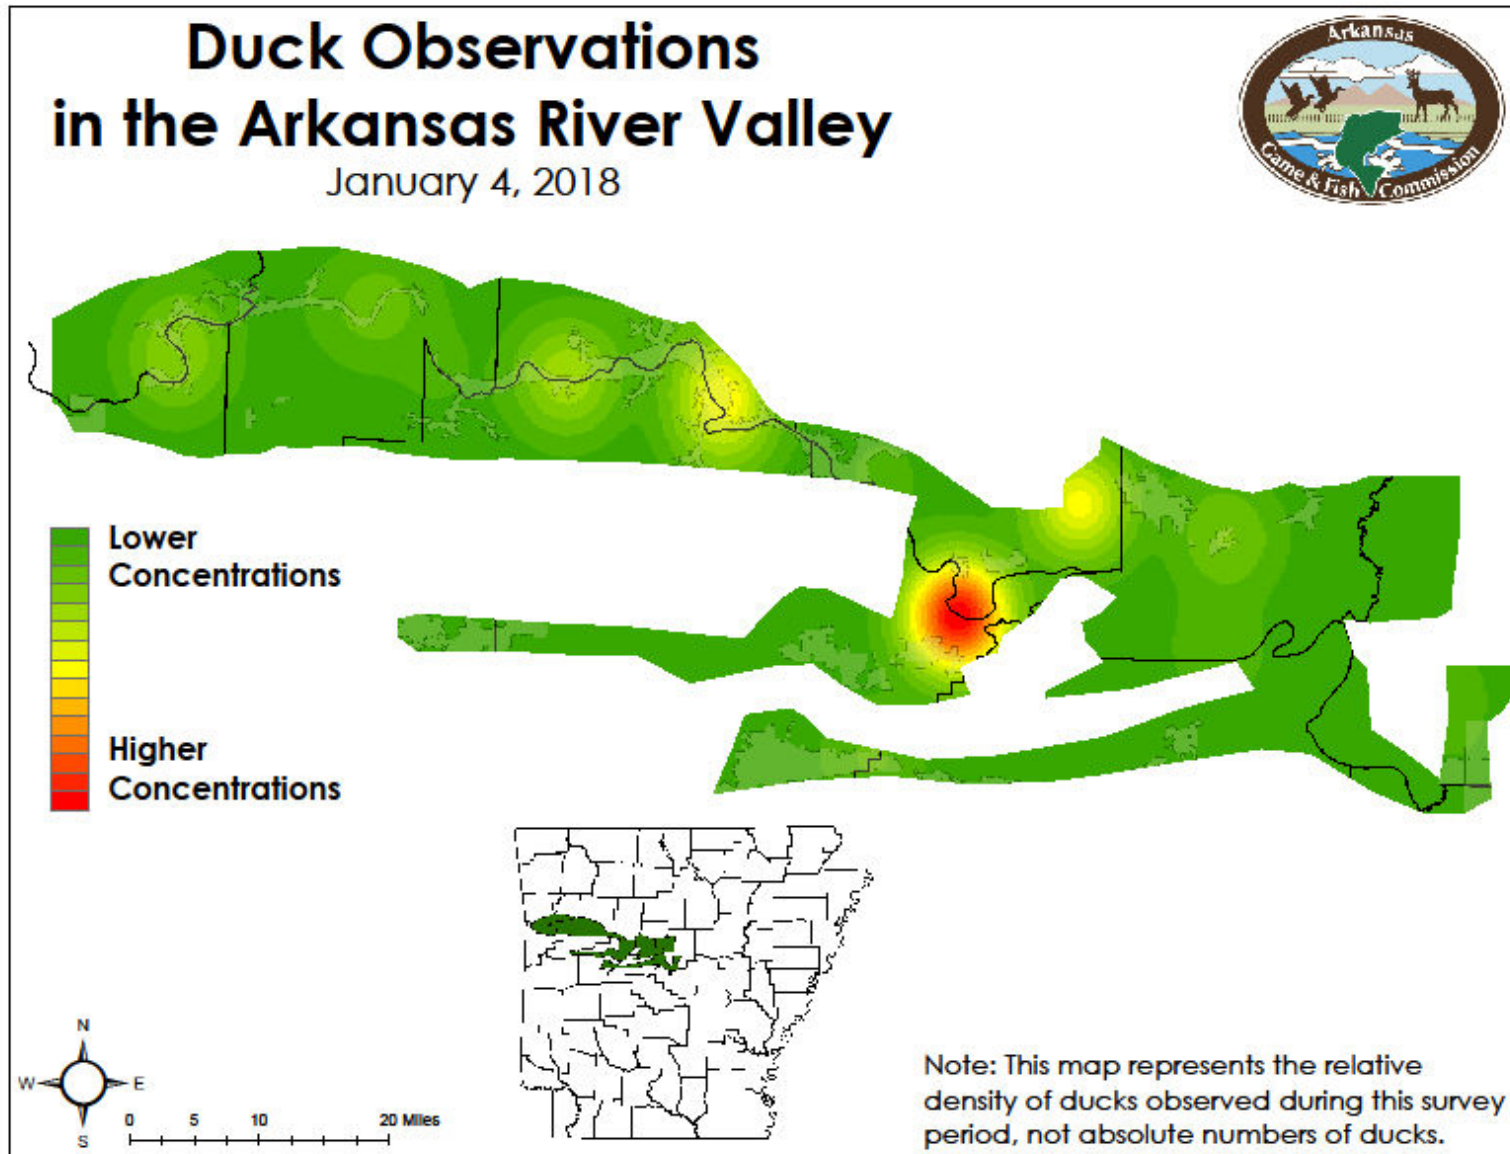 Duck Observations
in the Arkansas River Valley
January 4, 2018
Arkansas
Game & Fish Commission
Lower
Concentrations
Higher
Concentrations
N
W E
S
0 5 10 20 Miles
Note: This map represents the relative
density of ducks observed during this survey
period, not absolute numbers of ducks.